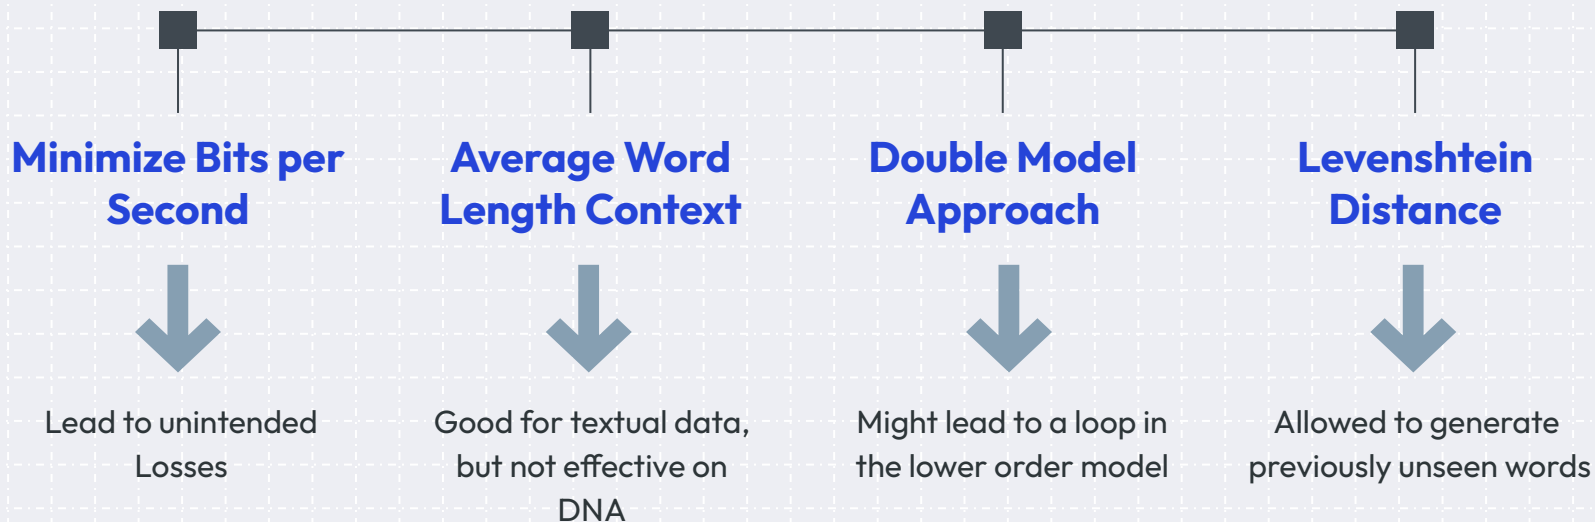 Minimize Bits per
Second
Average Word
Length Context
Double Model
Approach
Levenshtein
Distance
Lead to unintended
Losses
Good for textual data,
but not effective on
DNA
Might lead to a loop in
the lower order model
Allowed to generate
previously unseen words